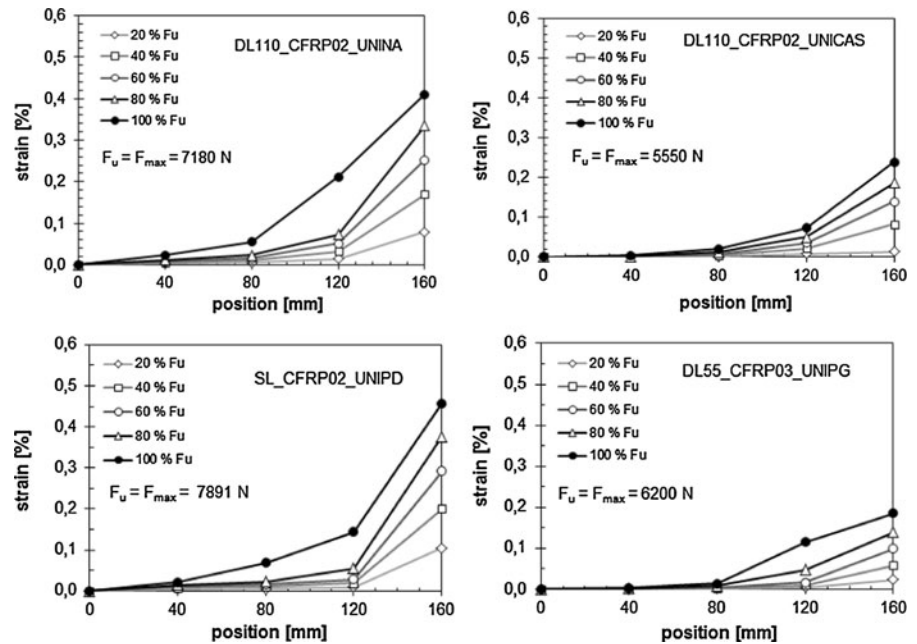 0,6
0,5
0,4
0,3
0,2
0,1
0,0
strain [%]
20 % Fu
40 % Fu
60 % Fu
80 % Fu
100 % Fu
DL110_CFRP02_UNINA
Fu = Fmax = 7180 N
0 40 80 120 160
position [mm]
0,6
0,5
0,4
0,3
0,2
0,1
0,0
strain [%]
20 % Fu
40 % Fu
60 % Fu
80 % Fu
100 % Fu
DL110_CFRP02_UNICAS
Fu = Fmax = 5550 N
0 40 80 120 160
position [mm]
0,6
0,5
0,4
0,3
0,2
0,1
0,0
strain [%]
20 % Fu
40 % Fu
60 % Fu
80 % Fu
100 % Fu
SL_CFRP02_UNIPD
Fu = Fmax = 7891 N
0 40 80 120 160
position [mm]
0,6
0,5
0,4
0,3
0,2
0,1
0,0
strain [%]
20 % Fu
40 % Fu
60 % Fu
80 % Fu
100 % Fu
DL55_CFRP03_UNIPG
Fu = Fmax = 6200 N
0 40 80 120 160
position [mm]